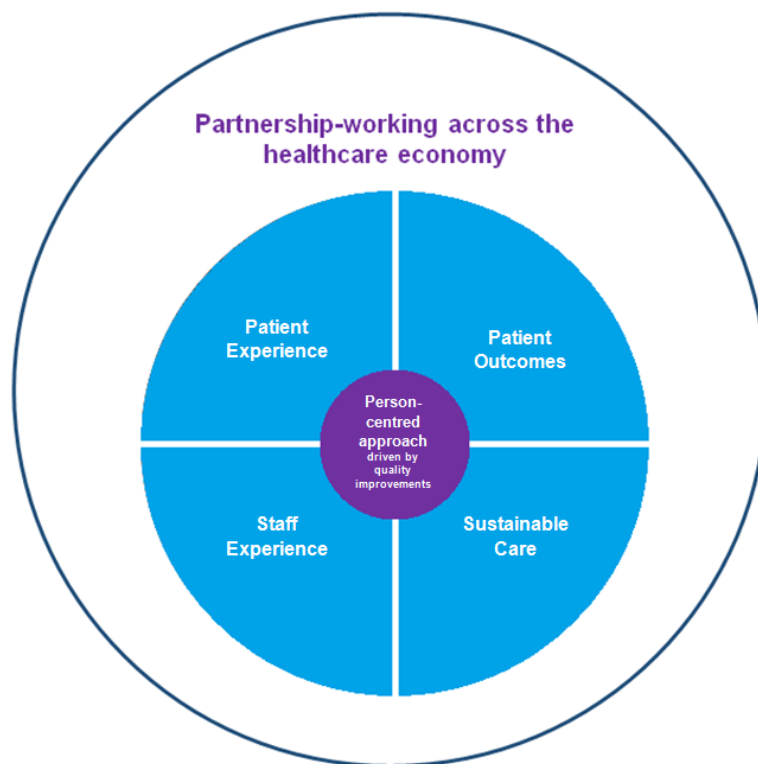 Partnership-working across the
healthcare economy
Patient
Experience
Patient
Outcomes
Person-
centred
approach
driven by
quality
improvements
Staff
Experience
Sustainable
Care